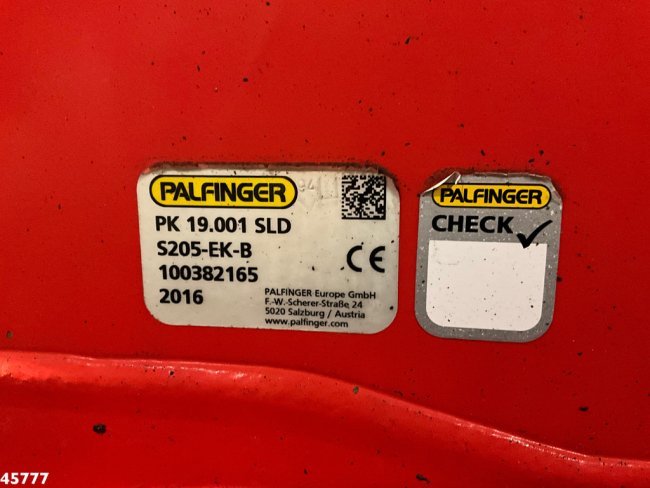 PALFINGER
PK 19.001 SLD
S205-EK-B
100382165
2016
CE
PALFINGER Europe GmbH
F.-W.-Scherer-Straße 24
5020 Salzburg / Austria
www.palfinger.com
PALFINGER
CHECK
45777